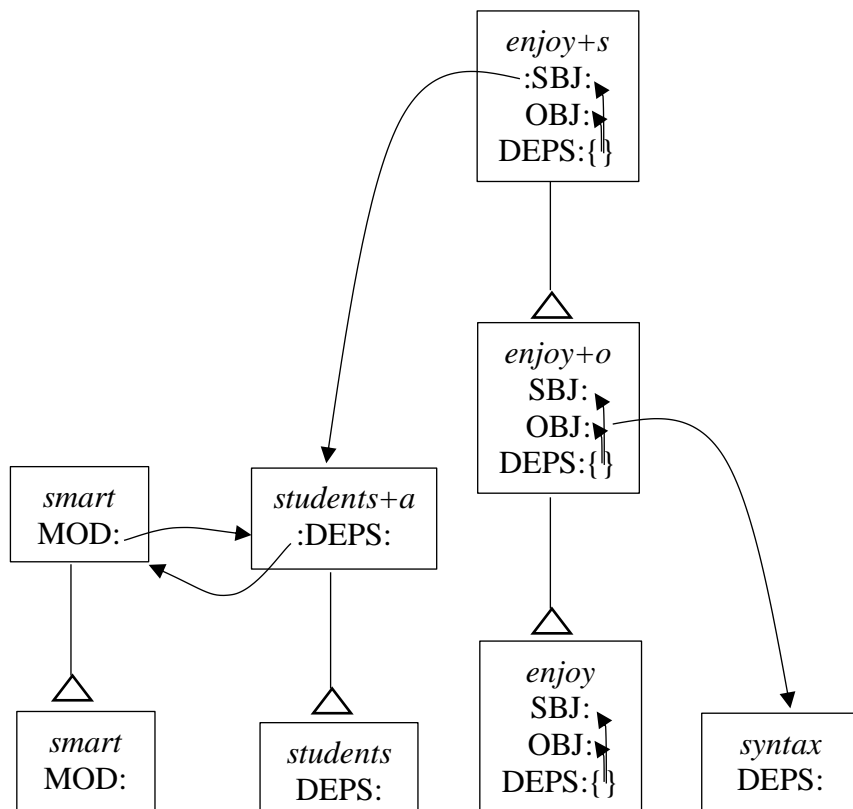 enjoy+s
:SBJ:
OBJ:
DEPS:{}
enjoy+o
SBJ:
OBJ:
DEPS:{}
smart
MOD:
students+a
:DEPS:
enjoy
SBJ:
OBJ:
DEPS:{}
smart
MOD:
students
DEPS:
syntax
DEPS: